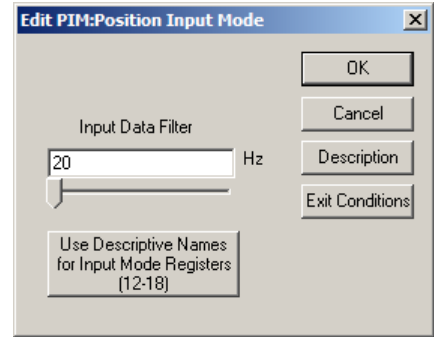 Edit PIM:Position Input Mode
OK
Cancel
Input Data Filter
20
Hz
Description
Exit Conditions
Use Descriptive Names
for Input Mode Registers
(12-18)